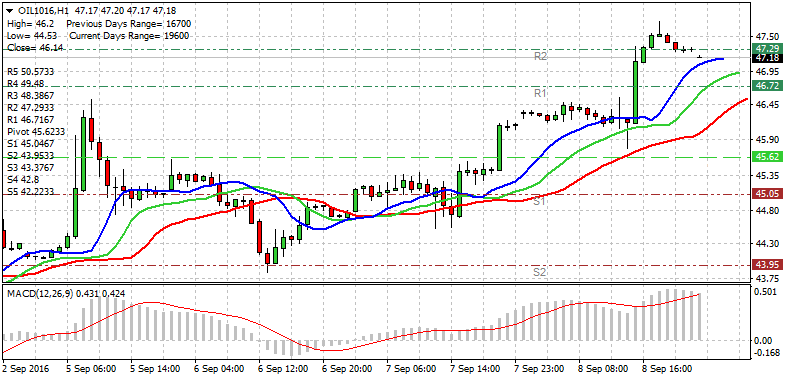 OIL1016,H1 47.17 47.20 47.17 47.18
High= 46.2 Previous Days Range= 16700
Low= 44.53 Current Days Range= 19600
Close= 46.14
R5 50.5733
R4 49.48
R3 48.3867
R2 47.2933
R1 46.7167
Pivot 45.6233
S1 45.0467
S2 43.9533
S3 43.3767
S4 42.8
S5 42.2233
R2
R1
S1
S2
47.50
47.29
47.18
46.95
46.72
46.45
45.90
45.62
45.35
45.05
44.80
44.30
43.95
43.75
MACD(12,26,9) 0.431 0.424
0.501
0.00
-0.168
2 Sep 2016
5 Sep 06:00
5 Sep 14:00
6 Sep 04:00
6 Sep 12:00
6 Sep 20:00
7 Sep 06:00
7 Sep 14:00
7 Sep 23:00
8 Sep 08:00
8 Sep 16:00